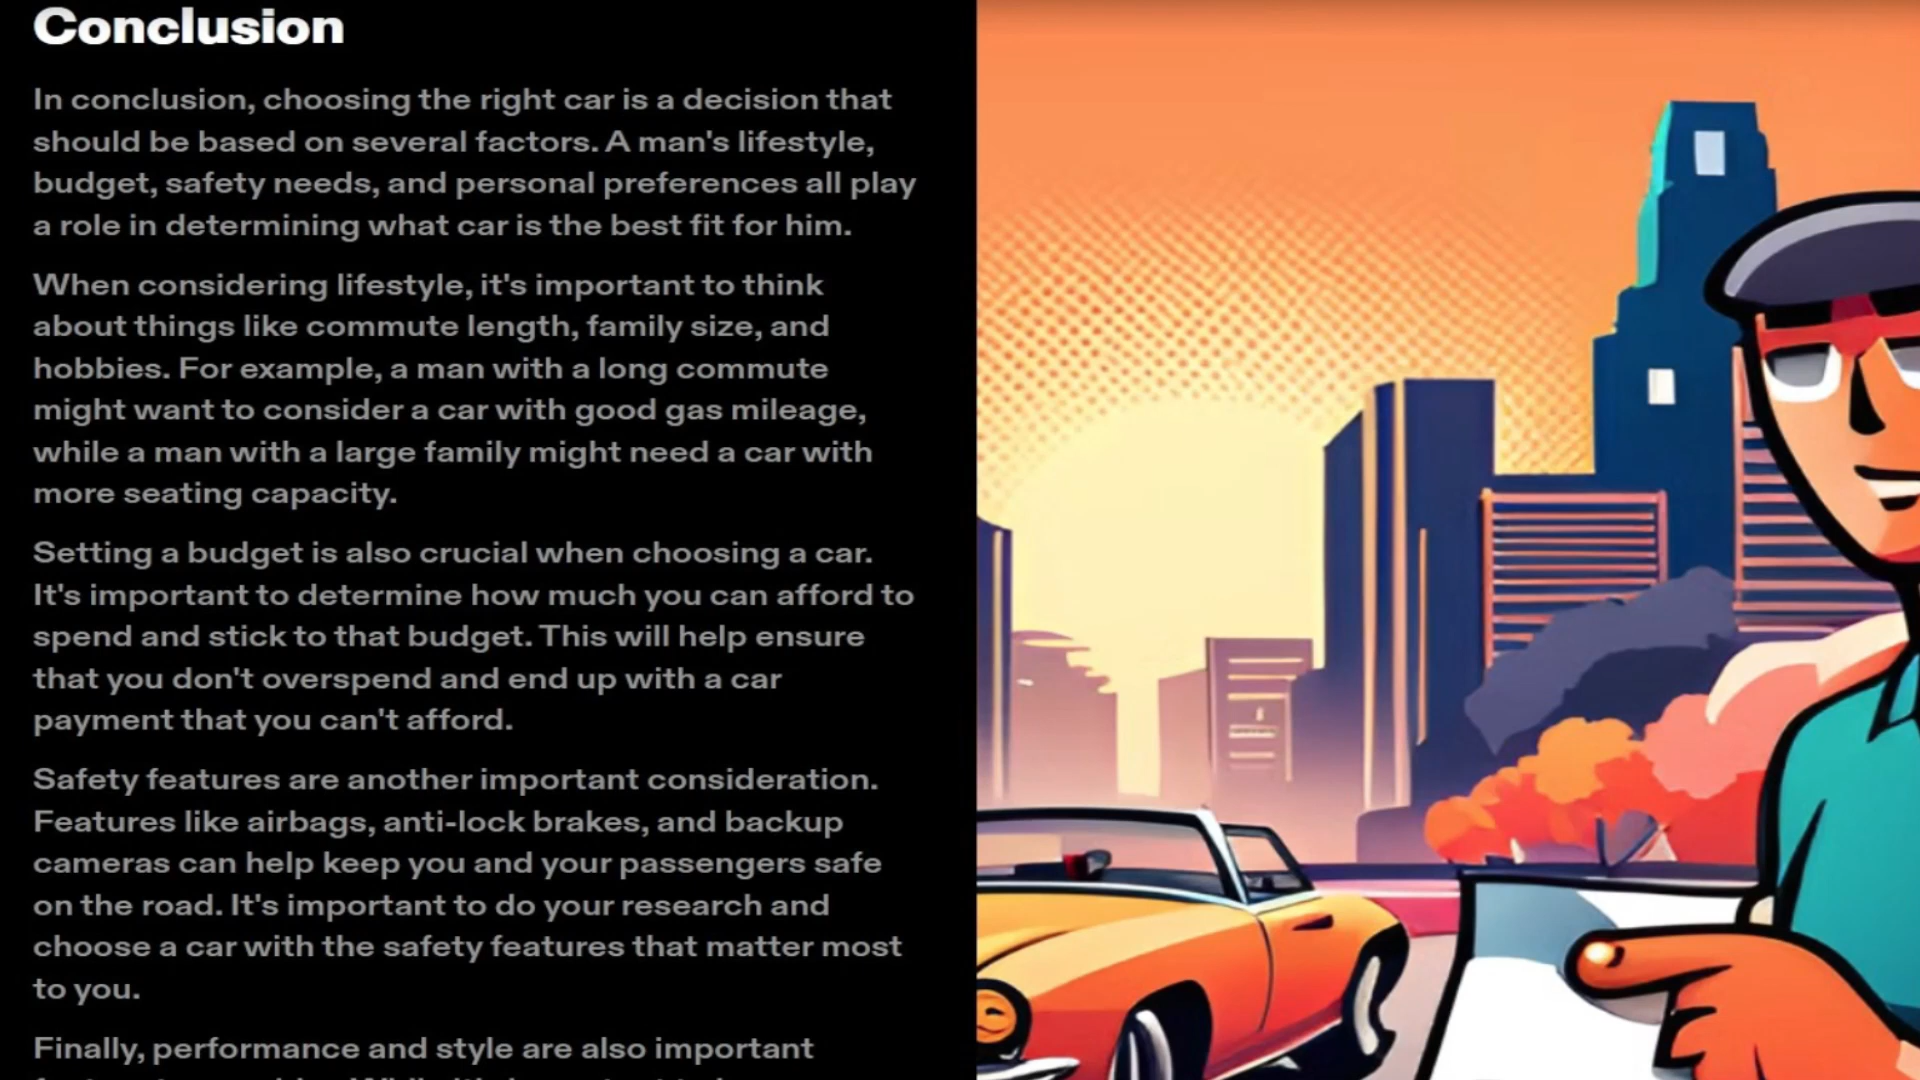 Conclusion
In conclusion, choosing the right car is a decision that
should be based on several factors. A man's lifestyle,
budget, safety needs, and personal preferences all play
a role in determining what car is the best fit for him.
When considering lifestyle, it's important to think
about things like commute length, family size, and
hobbies. For example, a man with a long commute
might want to consider a car with good gas mileage,
while a man with a large family might need a car with
more seating capacity.
Setting a budget is also crucial when choosing a car.
It's important to determine how much you can afford to
spend and stick to that budget. This will help ensure
that you don't overspend and end up with a car
payment that you can't afford.
Safety features are another important consideration.
Features like airbags, anti-lock brakes, and backup
cameras can help keep you and your passengers safe
on the road. It's important to do your research and
choose a car with the safety features that matter most
to you.
Finally, performance and style are also important